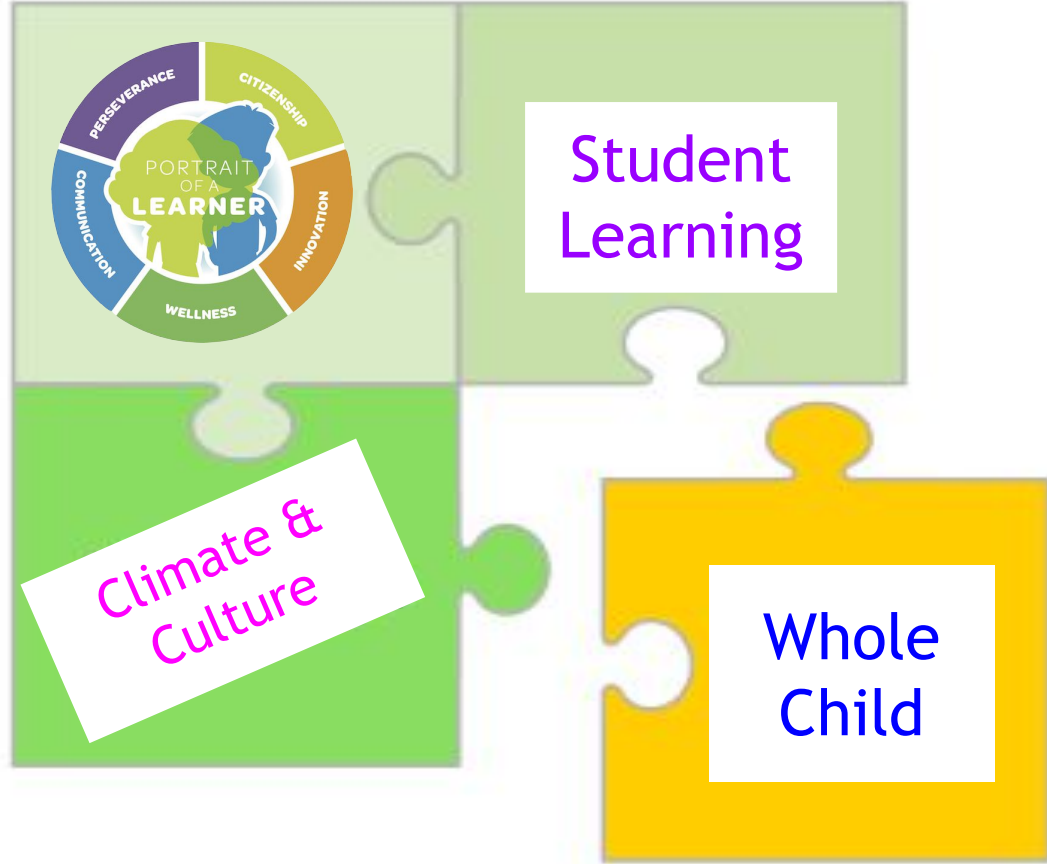 PERSEVERANCE
CITIZENSHIP
COMMUNICATION
INNOVATION
WELLNESS
PORTRAIT
OF A
LEARNER
Student
Learning
Climate &
Culture
Whole
Child